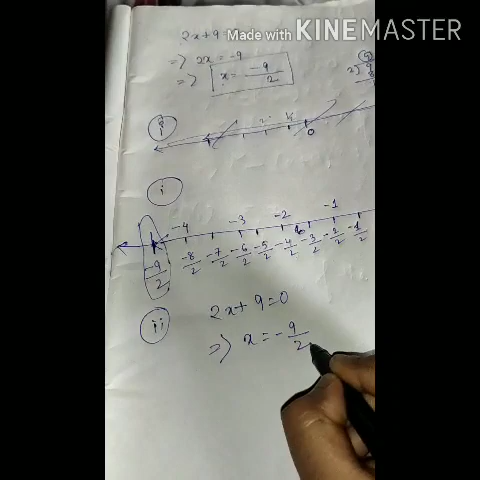 Made with KINEMASTER
2x+9
⇒ 2x = -9
⇒ x = -9/2
i
0
i
-4 -3 -2 -1
-9/2 -8/2 -7/2 -6/2 -5/2 -4/2 -3/2 -2/2 -1/2
ii
2x+9=0
⇒ x = -9/2